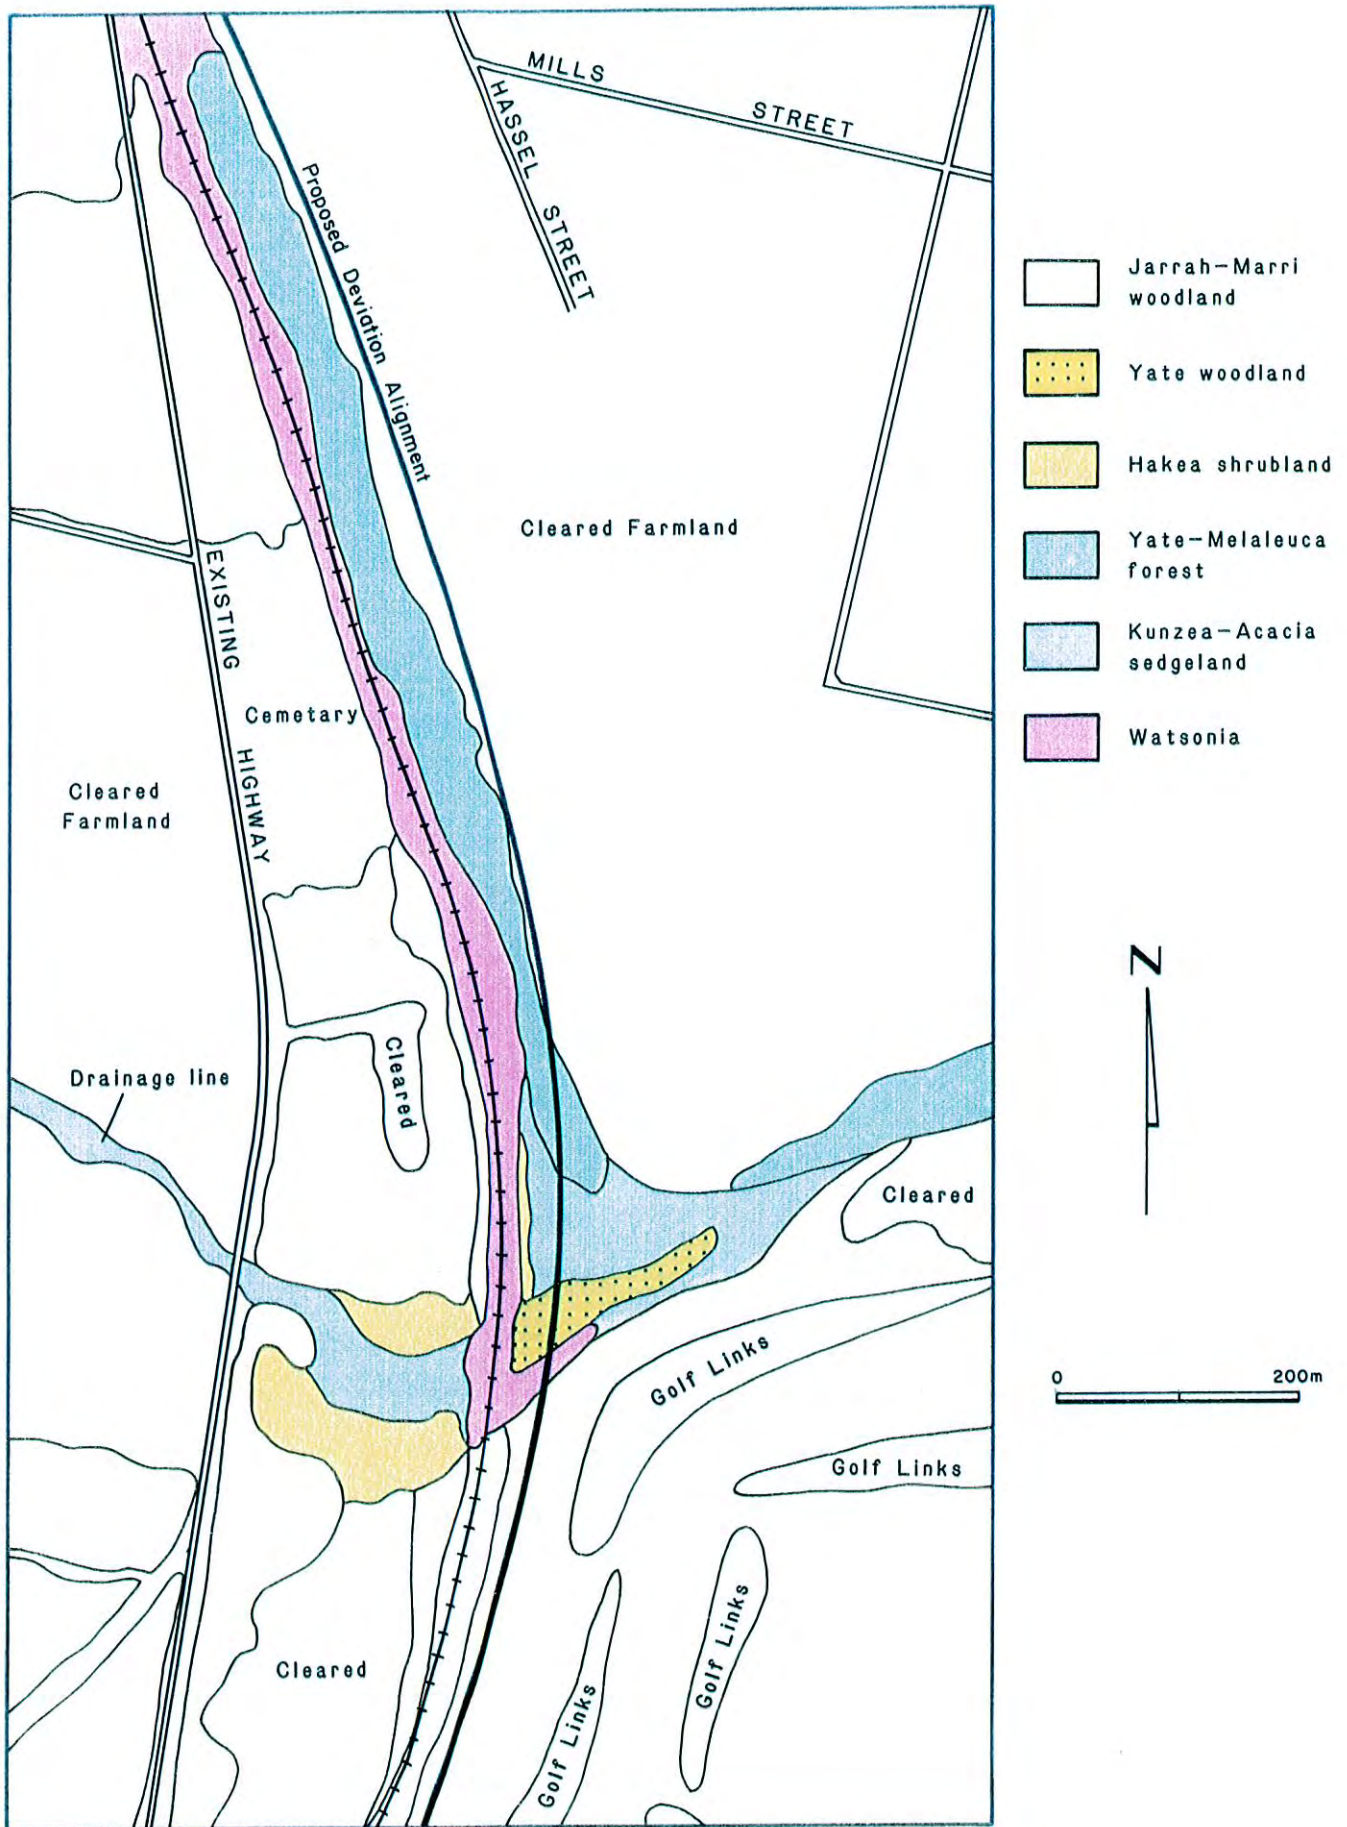 MILLS
STREET
HASSEL
STREET
Proposed Deviation Alignment
Jarrah-Marri
woodland
Yate woodland
Hakea shrubland
Cleared Farmland
Yate-Melaleuca
forest
EXISTING
HIGHWAY
Kunzea-Acacia
sedgeland
Cemetary
Watsonia
Cleared
Farmland
N
Cleared
Drainage line
Cleared
Golf Links
0 200m
Golf Links
Golf Links
Golf Links
Cleared